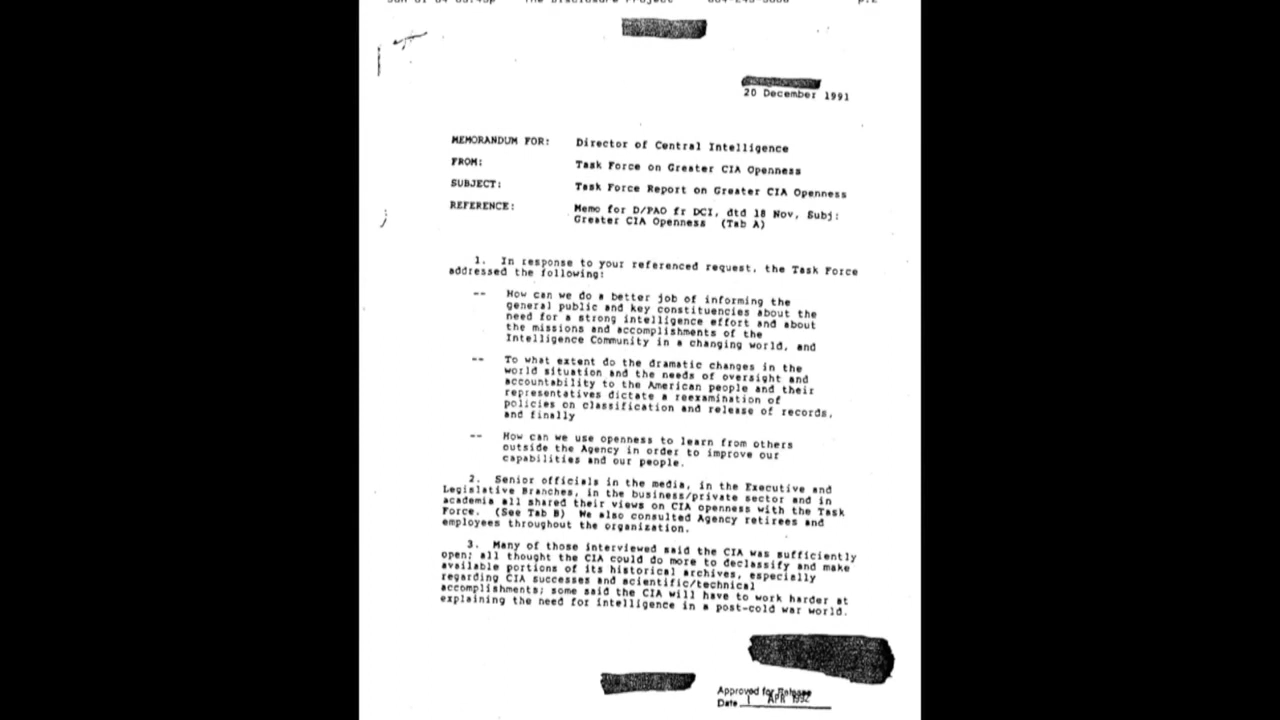 The Disclosure Project
20 December 1991
MEMORANDUM FOR: Director of Central Intelligence
FROM: Task Force on Greater CIA Openness
SUBJECT: Task Force Report on Greater CIA Openness
REFERENCE: Memo for D/PAO fr DCI, dtd 18 Nov, Subj:
Greater CIA Openness (Tab A)
1. In response to your referenced request, the Task Force
addressed the following:
-- How can we do a better job of informing the
general public and key constituencies about the
need for a strong intelligence effort and about
the missions and accomplishments of the
Intelligence Community in a changing world, and
-- To what extent do the dramatic changes in the
world situation and the needs of oversight and
accountability to the American people and their
representatives dictate a reexamination of
policies on classification and release of records,
and finally
-- How can we use openness to learn from others
outside the Agency in order to improve our
capabilities and our people.
2. Senior officials in the media, in the Executive and
Legislative Branches, in the business/private sector and in
academia all shared their views on CIA openness with the Task
Force. (See Tab B) We also consulted Agency retirees and
employees throughout the organization.
3. Many of those interviewed said the CIA was sufficiently
open; all thought the CIA could do more to declassify and make
available portions of its historical archives, especially
regarding CIA successes and scientific/technical
accomplishments; some said the CIA will have to work harder at
explaining the need for intelligence in a post-cold war world.
Approved for Release
Date 1 APR 1992